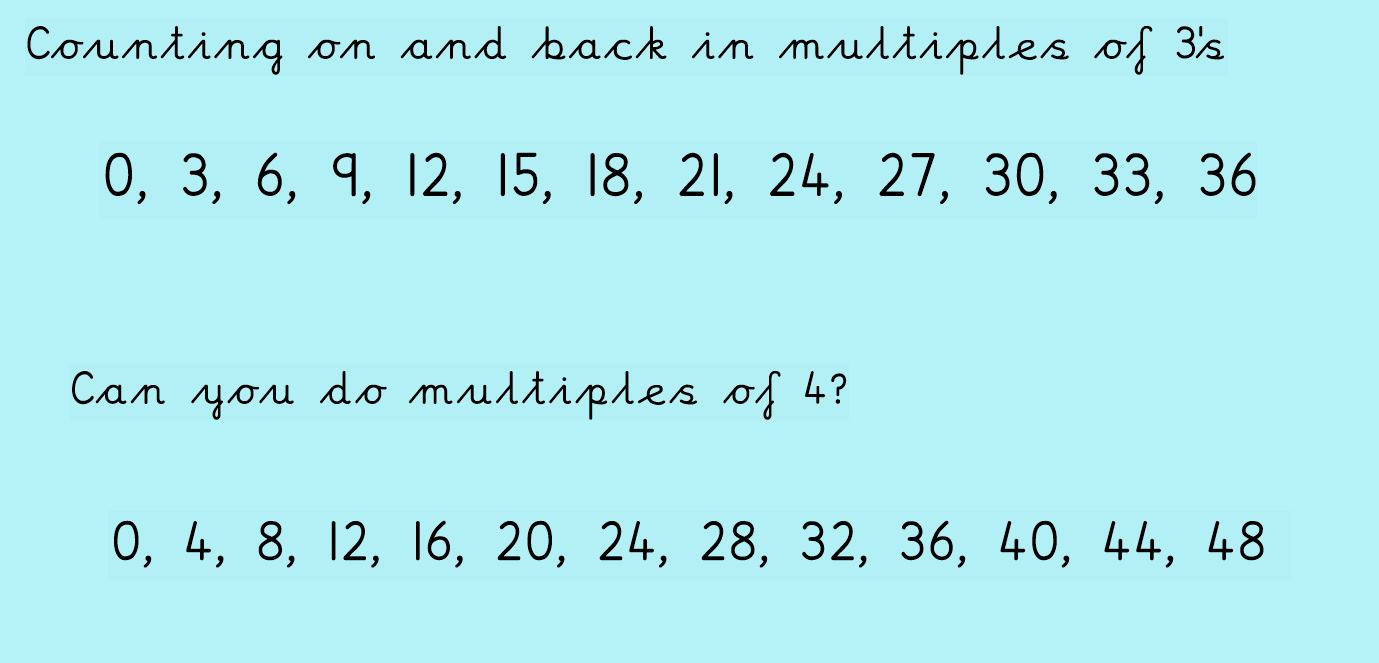 Counting on and back in multiples of 3's
0, 3, 6, 9, 12, 15, 18, 21, 24, 27, 30, 33, 36
Can you do multiples of 4?
0, 4, 8, 12, 16, 20, 24, 28, 32, 36, 40, 44, 48